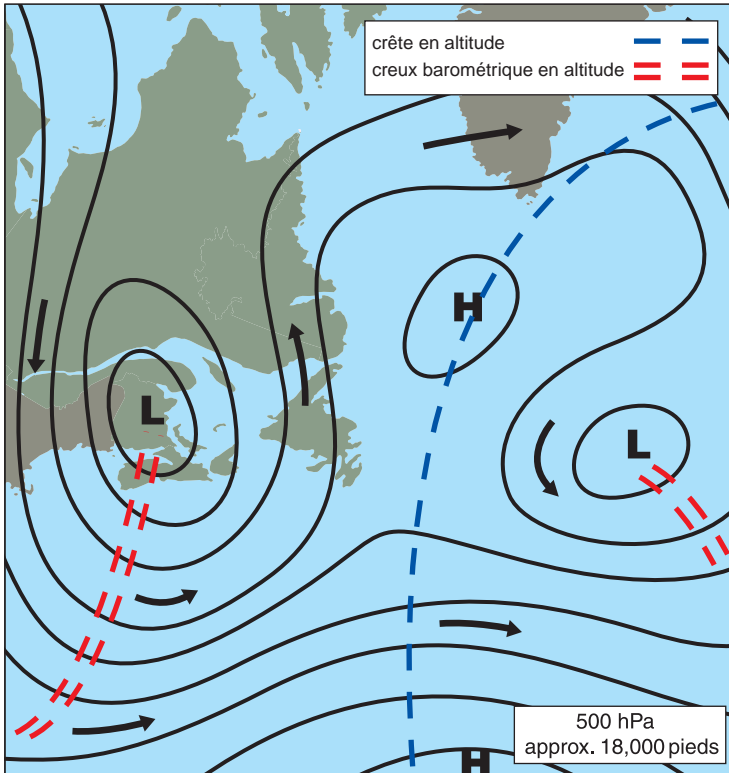 crête en altitude
creux barométrique en altitude
H
L
L
H
500 hPa
approx. 18,000 pieds